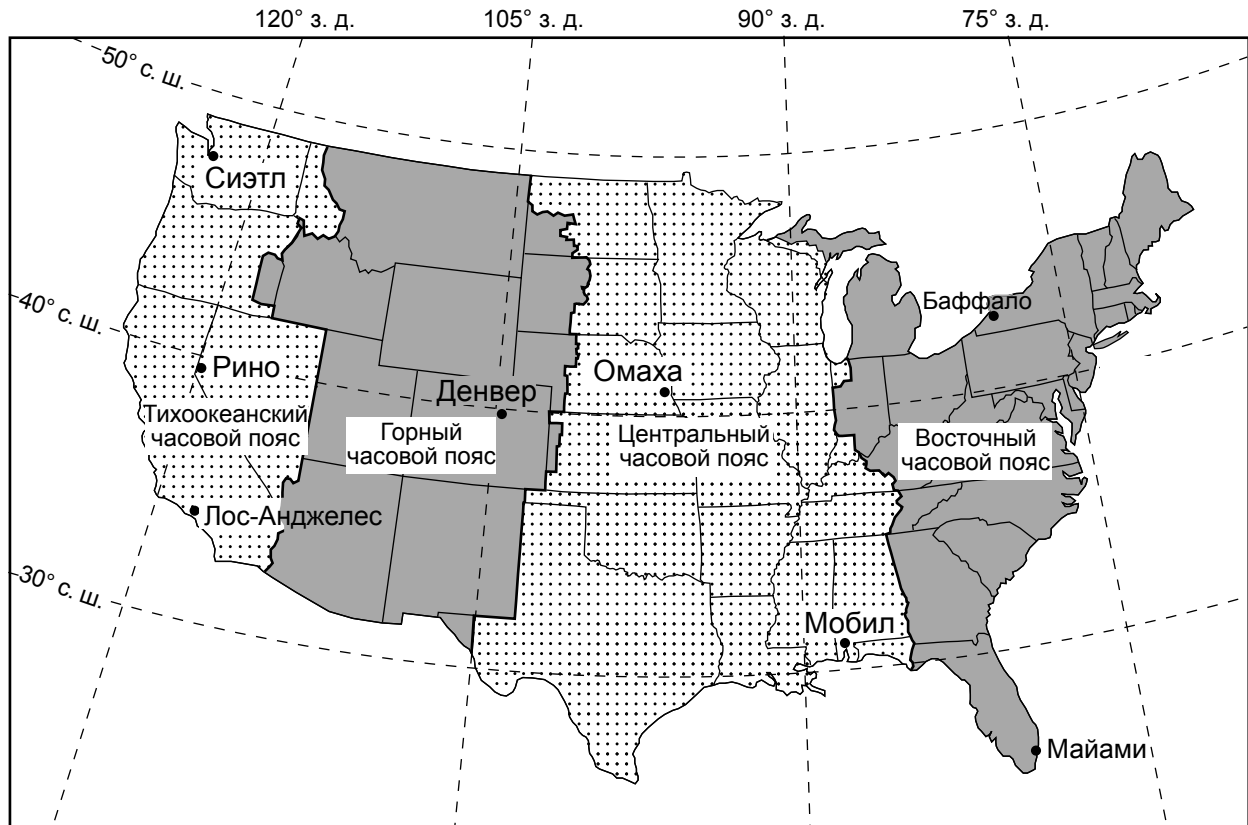 120° з. д.
105° з. д.
90° з. д.
75° з. д.
50° с. ш.
Сиэтл
40° с. ш.
Баффало
Рино
Денвер
Омаха
Тихоокеанский
часовой пояс
Горный
часовой пояс
Центральный
часовой пояс
Восточный
часовой пояс
Лос-Анджелес
30° с. ш.
Мобил
Майами